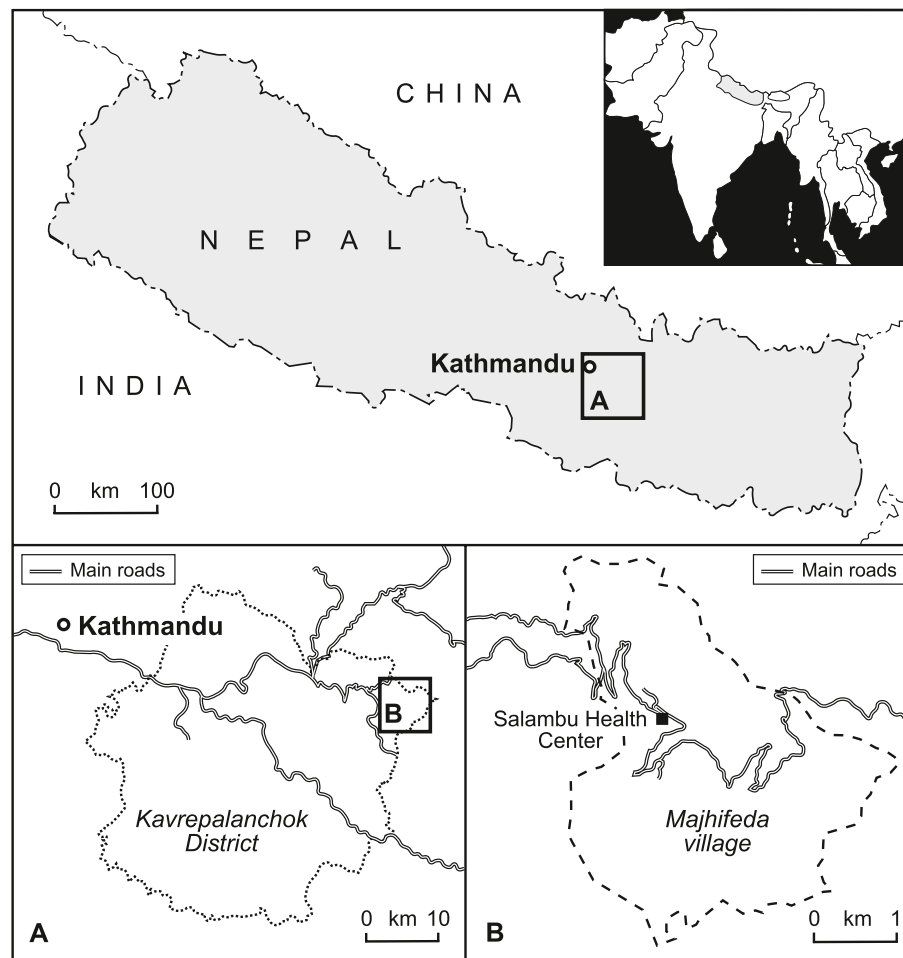 CHINA
NEPAL
Kathmandu
A
INDIA
0 km 100
Main roads
Kathmandu
B
Kavrepalanchok
District
0 km 10
A
Main roads
Salambu Health
Center
Majhifeda
village
0 km 1
B